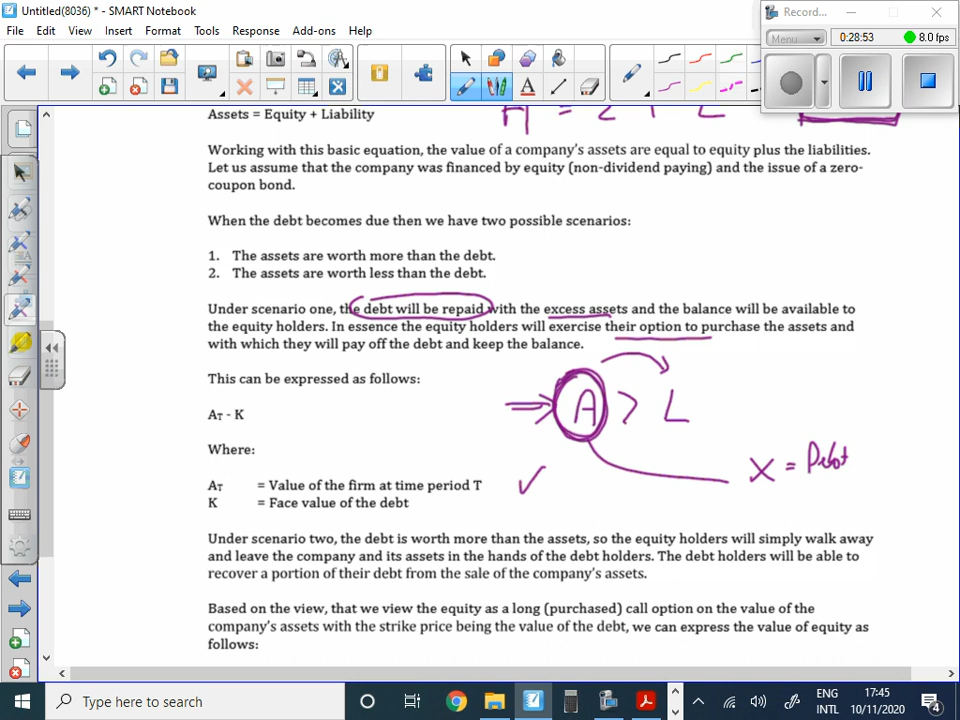 Untitled(8036) * - SMART Notebook
Recor...
File Edit View Insert Format Tools Response Add-ons Help
Menu
0:28:53
8.0 fps
Assets = Equity + Liability
A = E + L
Working with this basic equation, the value of a company's assets are equal to equity plus the liabilities.
Let us assume that the company was financed by equity (non-dividend paying) and the issue of a zero-
coupon bond.
When the debt becomes due then we have two possible scenarios:
1. The assets are worth more than the debt.
2. The assets are worth less than the debt.
Under scenario one, the debt will be repaid with the excess assets and the balance will be available to
the equity holders. In essence the equity holders will exercise their option to purchase the assets and
with which they will pay off the debt and keep the balance.
This can be expressed as follows:
A > L
AT - K
Where:
X = Debt
AT = Value of the firm at time period T
K = Face value of the debt
Under scenario two, the debt is worth more than the assets, so the equity holders will simply walk away
and leave the company and its assets in the hands of the debt holders. The debt holders will be able to
recover a portion of their debt from the sale of the company's assets.
Based on the view, that we view the equity as a long (purchased) call option on the value of the
company's assets with the strike price being the value of the debt, we can express the value of equity as
follows:
Type here to search
ENG
INTL
17:45
10/11/2020
4